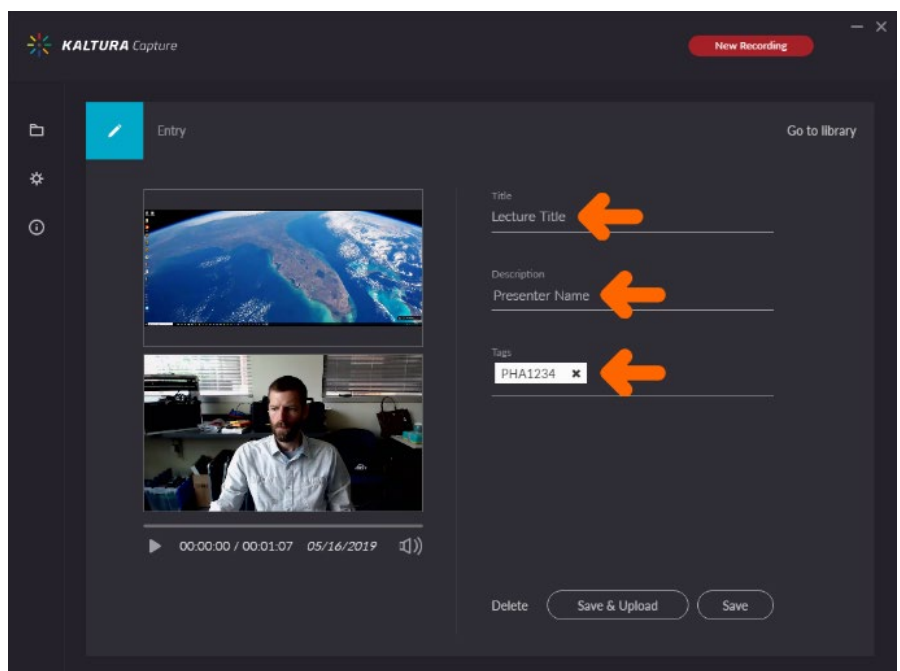 KALTURA Capture
New Recording
Entry
Go to library
Title
Lecture Title
Description
Presenter Name
Tags
PHA1234
00:00:00 / 00:01:07 05/16/2019
Delete Save & Upload Save